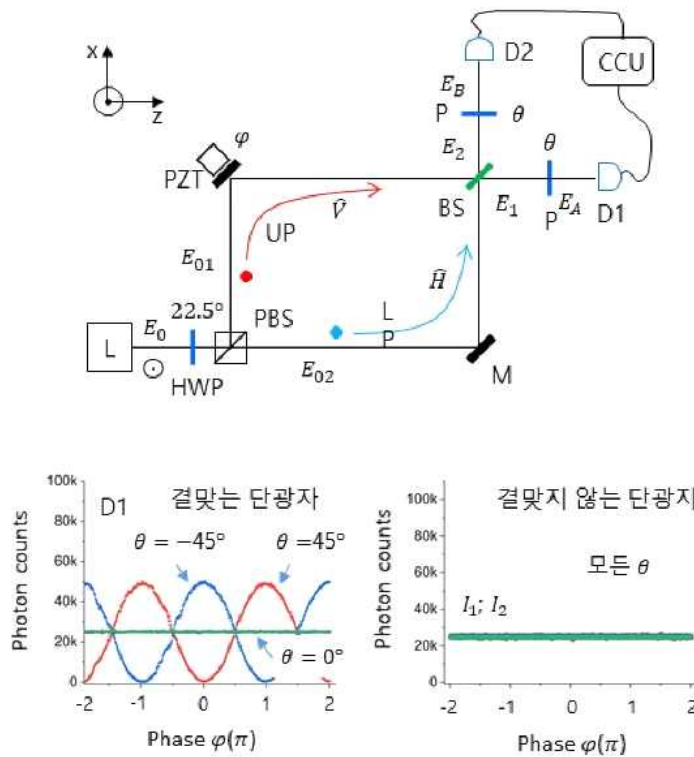 x
z
D2
CCU
E_B
P
θ
E_2
θ
φ
PZT
BS
E_1
P
E_A
D1
V̂
UP
E_01
Ĥ
22.5°
PBS
L
P
L
E_0
HWP
E_02
M
100k
80k
60k
40k
20k
0
Photon counts
D1
결맞는 단광자
θ = −45°
θ = 45°
θ = 0°
-2
-1
0
1
2
Phase φ(π)
100k
80k
60k
40k
20k
0
Photon counts
결맞지 않는 단광자
모든 θ
I_1; I_2
-2
-1
0
1
2
Phase φ(π)